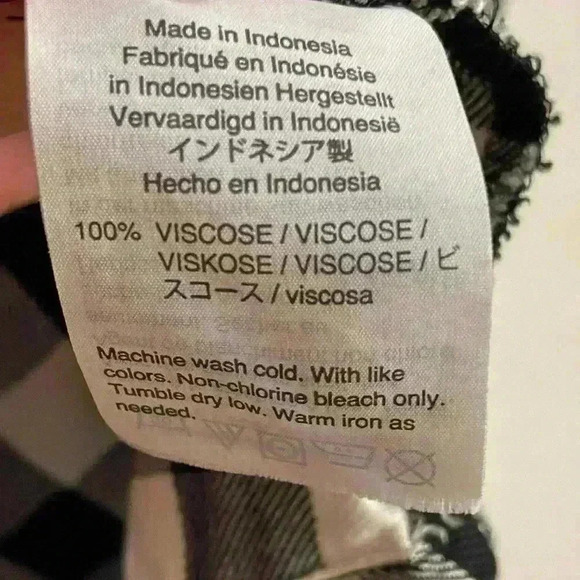 Made in Indonesia
Fabriqué en Indonésie
in Indonesien Hergestellt
Vervaardigd in Indonesië
インドネシア製
Hecho en Indonesia
100% VISCOSE / VISCOSE /
VISKOSE / VISCOSE / ビ
スコース / viscosa
Machine wash cold. With like
colors. Non-chlorine bleach only.
Tumble dry low. Warm iron as
needed.